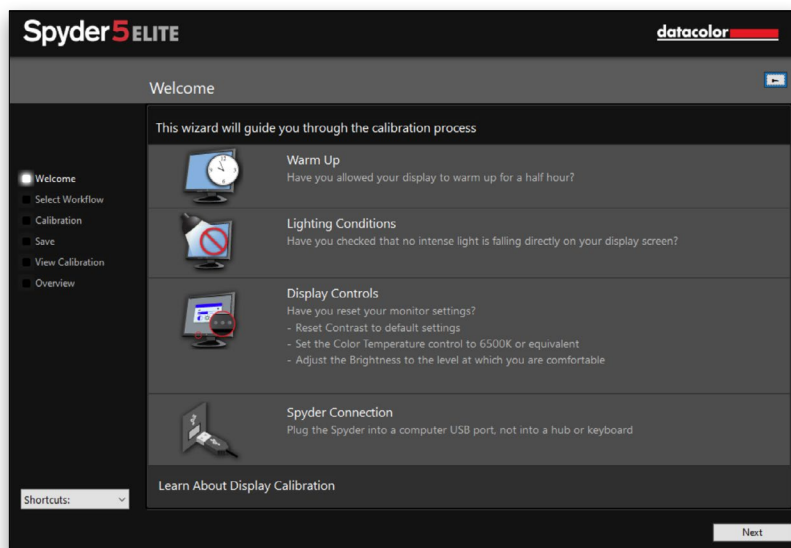 Spyder5ELITE
datacolor
Welcome
This wizard will guide you through the calibration process
Welcome
Select Workflow
Calibration
Save
View Calibration
Overview
Warm Up
Have you allowed your display to warm up for a half hour?
Lighting Conditions
Have you checked that no intense light is falling directly on your display screen?
Display Controls
Have you reset your monitor settings?
- Reset Contrast to default settings
- Set the Color Temperature control to 6500K or equivalent
- Adjust the Brightness to the level at which you are comfortable
Spyder Connection
Plug the Spyder into a computer USB port, not into a hub or keyboard
Learn About Display Calibration
Shortcuts:
Next